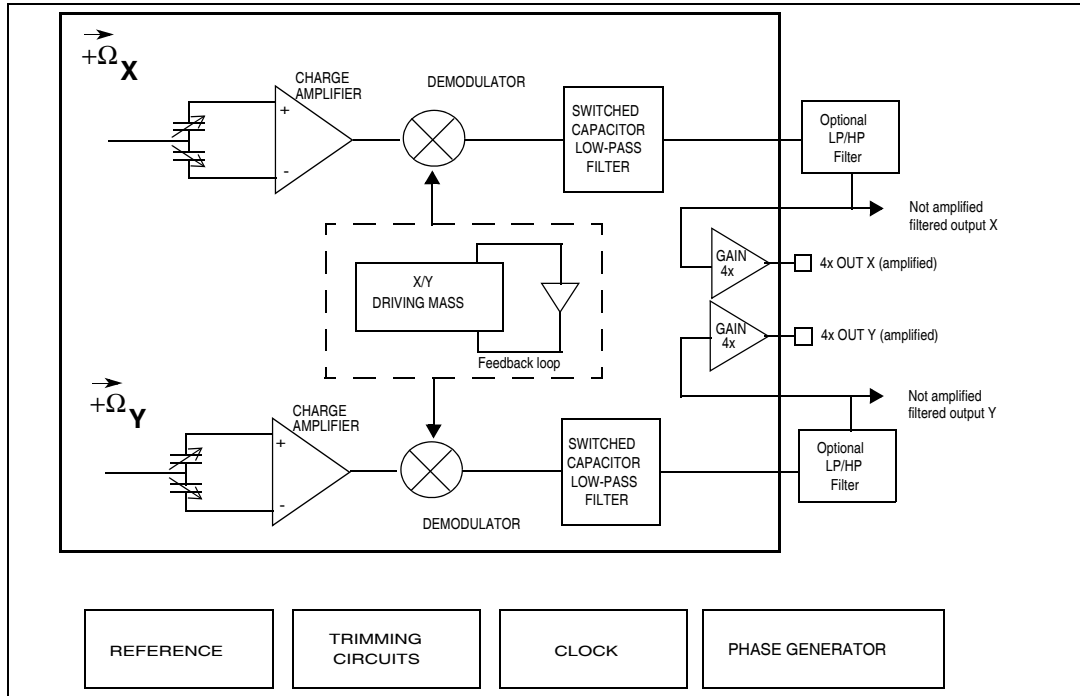 +Ω X
CHARGE
AMPLIFIER
DEMODULATOR
+
-
SWITCHED
CAPACITOR
LOW-PASS
FILTER
Optional
LP/HP
Filter
Not amplified
filtered output X
GAIN
4x
4x OUT X (amplified)
X/Y
DRIVING MASS
Feedback loop
GAIN
4x
4x OUT Y (amplified)
Not amplified
filtered output Y
+Ω Y
CHARGE
AMPLIFIER
+
-
DEMODULATOR
SWITCHED
CAPACITOR
LOW-PASS
FILTER
Optional
LP/HP
Filter
REFERENCE
TRIMMING
CIRCUITS
CLOCK
PHASE GENERATOR